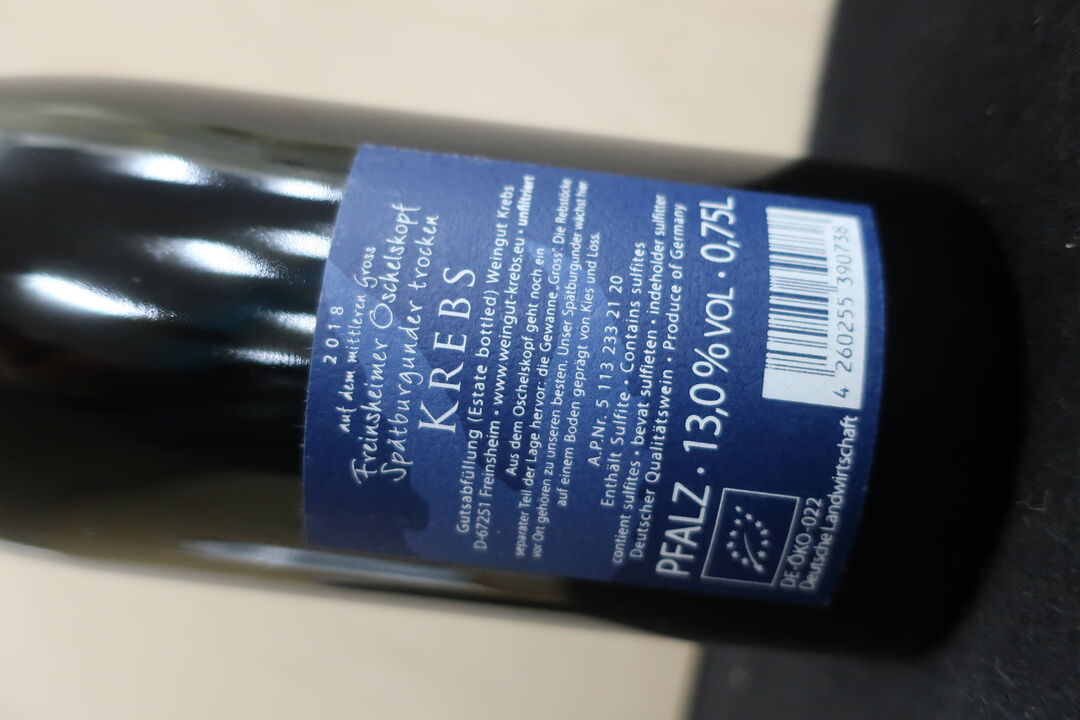 2018
auf dem mittleren Gross
Freinsheimer Oschelskopf
Spätburgunder trocken
KREBS
Gutsabfüllung (Estate bottled) Weingut Krebs
D-67251 Freinsheim • www.weingut-krebs.eu • unfiltriert
Aus dem Oschelskopf geht noch ein
separater Teil der Lage hervor: die Gewanne „Gross“. Die Rebstöcke
vor Ort gehören zu unseren besten. Unser Spätburgunder wächst hier
auf einem Boden geprägt von Kies und Löss.
A.P.Nr. 5 113 233 21 20
Enthält Sulfite • Contains sulfites
contient sulfites • bevat sulfieten • indeholder sulfitter
Deutscher Qualitätswein • Produce of Germany
PFALZ • 13,0 % VOL • 0,75L
4 260255 390738
DE-ÖKO-022
Deutsche Landwirtschaft